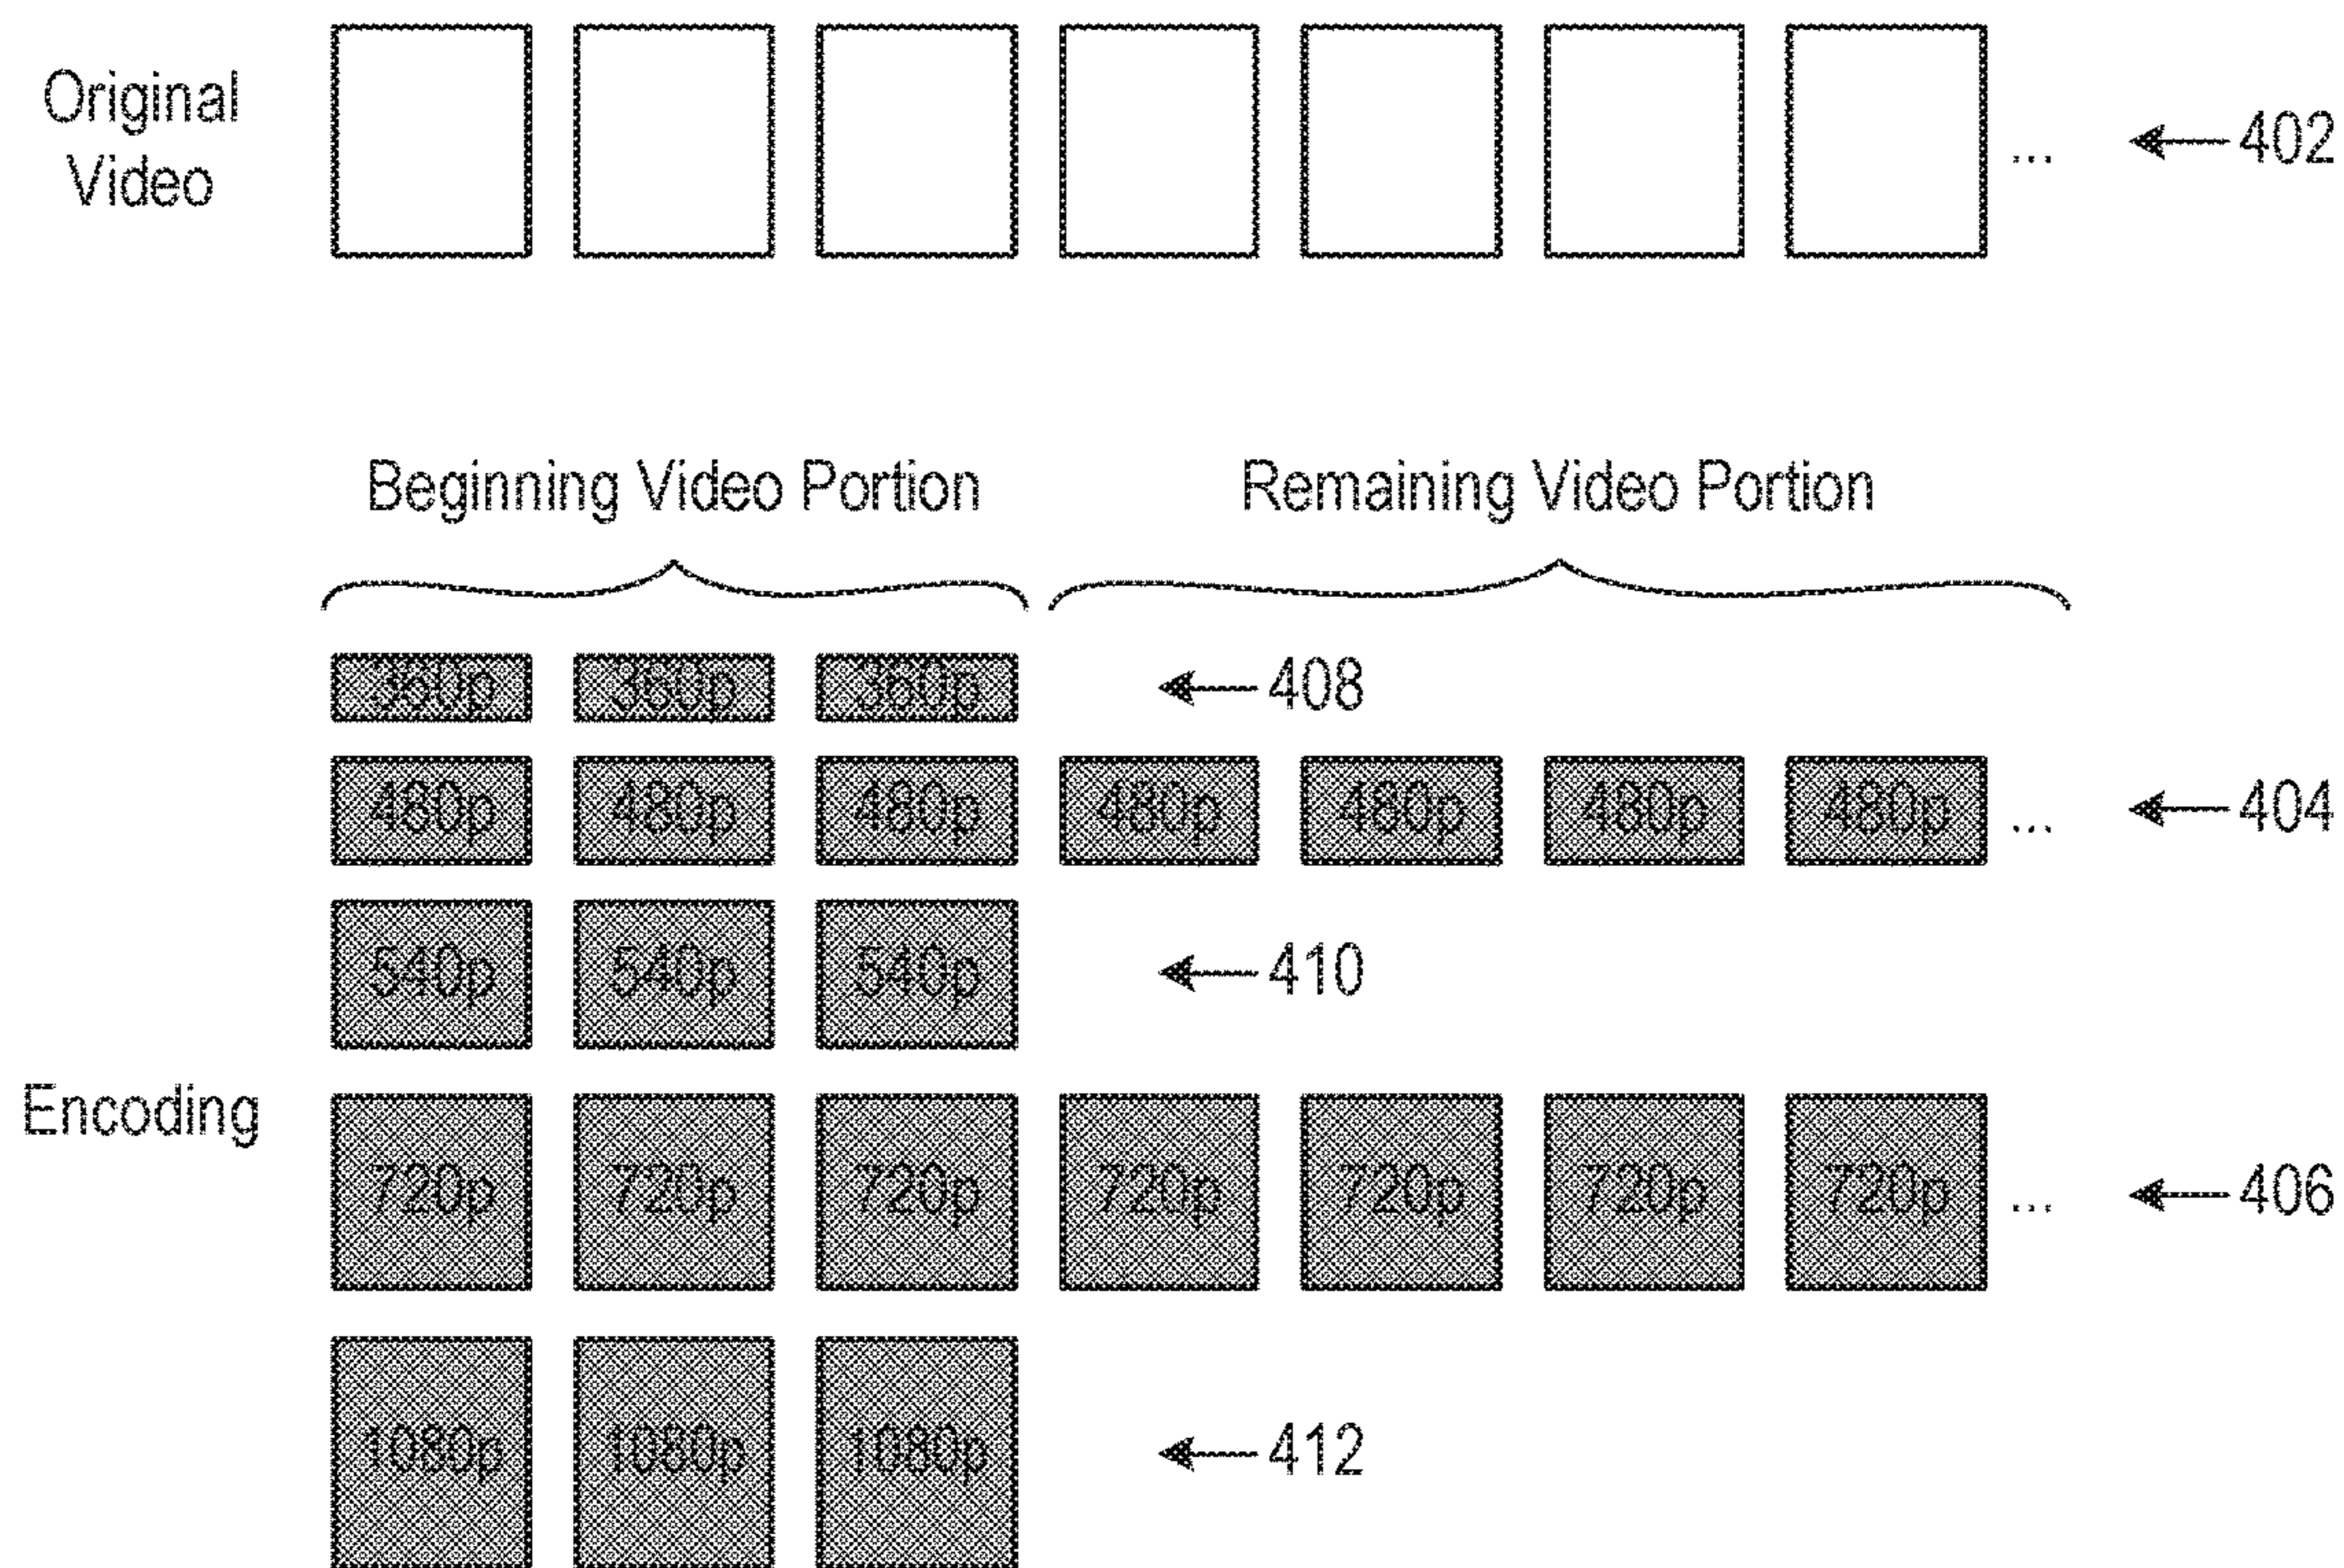 Original
Video
... 402
Beginning Video Portion Remaining Video Portion
360p 360p 360p 408
480p 480p 480p 480p 480p 480p 480p ... 404
540p 540p 540p 410
Encoding
720p 720p 720p 720p 720p 720p 720p ... 406
1080p 1080p 1080p 412